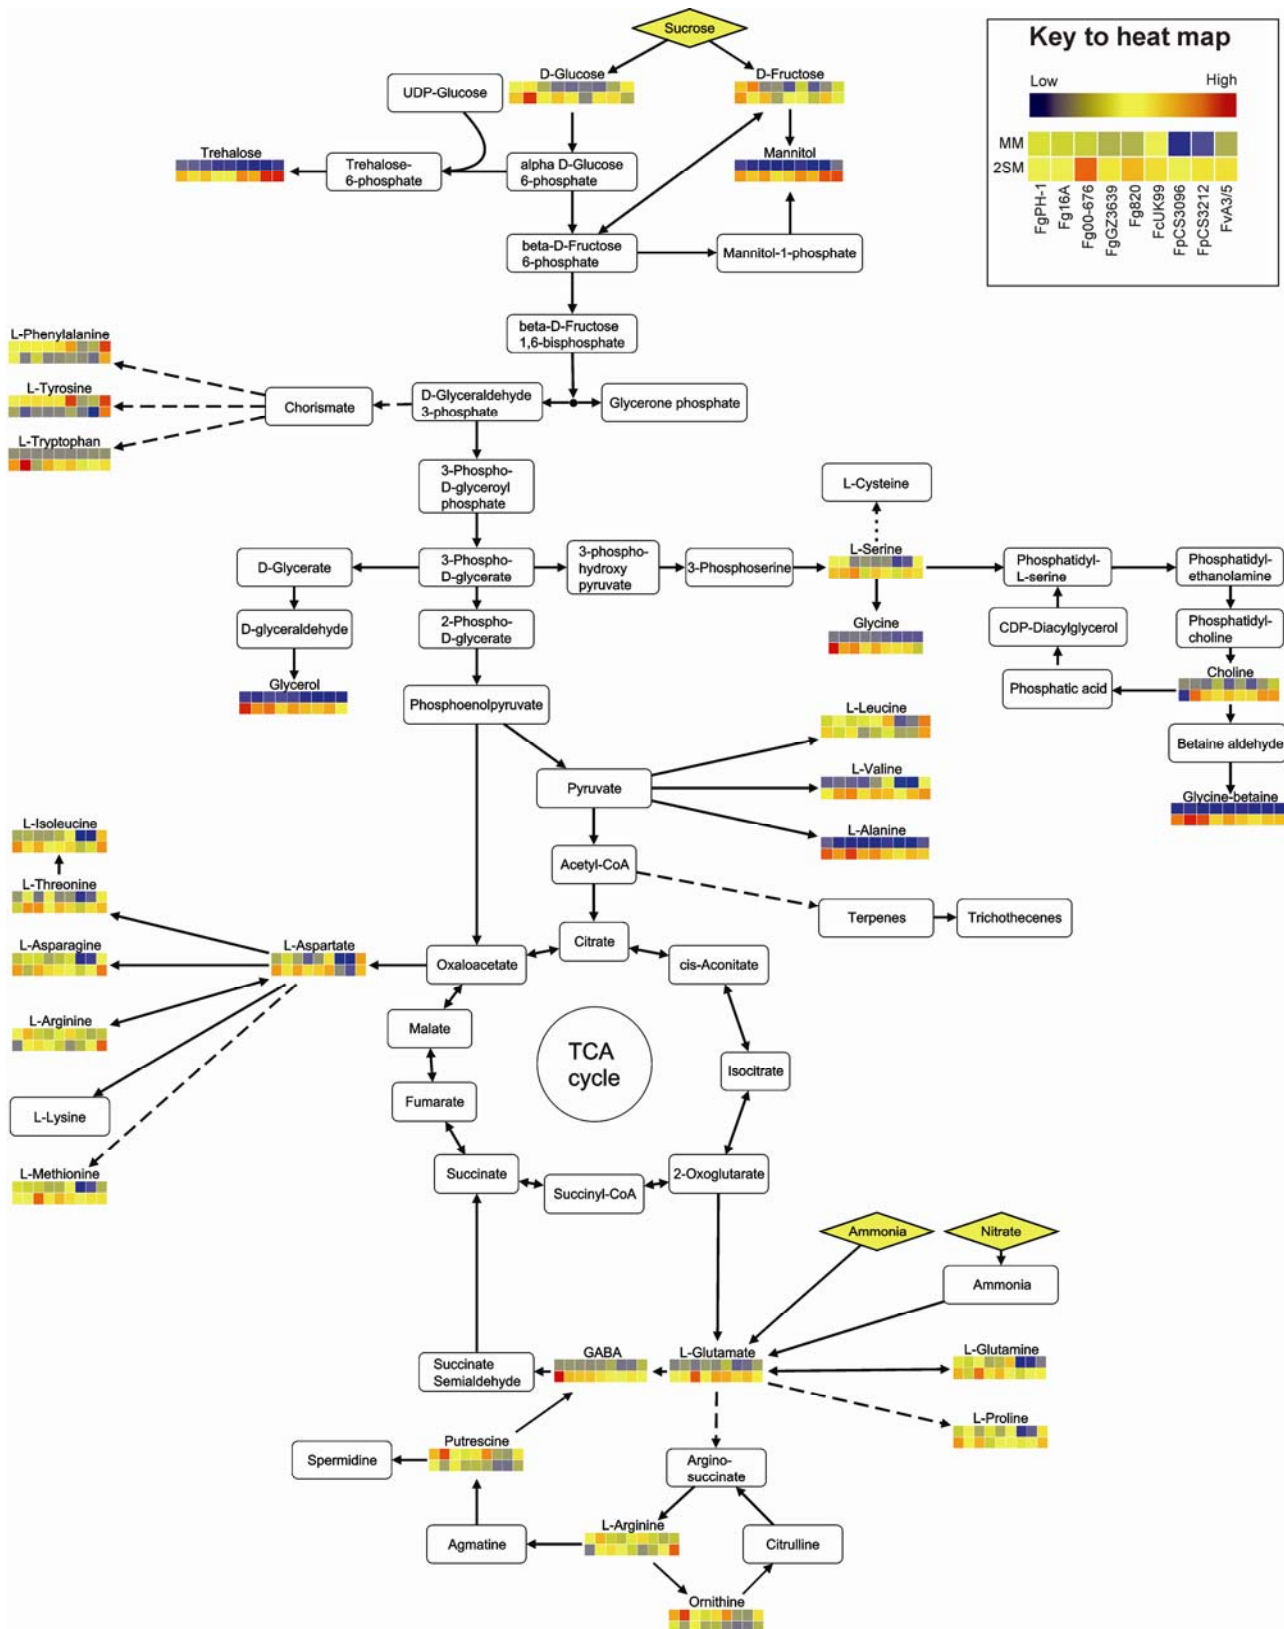 Sucrose
Key to heat map
Low
High
MM
2SM
FgPH-1
Fg16A
Fg00-676
FgGZ3639
Fg820
FcUK99
FpCS3096
FpCS3212
FvA3/5
D-Glucose
D-Fructose
UDP-Glucose
Trehalose
Trehalose-
6-phosphate
alpha D-Glucose
6-phosphate
Mannitol
beta-D-Fructose
6-phosphate
Mannitol-1-phosphate
beta-D-Fructose
1,6-bisphosphate
L-Phenylalanine
L-Tyrosine
L-Tryptophan
Chorismate
D-Glyceraldehyde
3-phosphate
Glycerone phosphate
3-Phospho-
D-glyceroyl
phosphate
L-Cysteine
D-Glycerate
3-Phospho-
D-glycerate
3-phospho-
hydroxy
pyruvate
3-Phosphoserine
L-Serine
Phosphatidyl-
L-serine
Phosphatidyl-
ethanolamine
D-glyceraldehyde
2-Phospho-
D-glycerate
Glycine
CDP-Diacylglycerol
Phosphatidyl-
choline
Glycerol
Phosphoenolpyruvate
Phosphatic acid
Choline
L-Leucine
Betaine aldehyde
Pyruvate
L-Valine
Glycine-betaine
L-Isoleucine
L-Alanine
Acetyl-CoA
L-Threonine
Terpenes
Trichothecenes
L-Asparagine
L-Aspartate
Oxaloacetate
Citrate
cis-Aconitate
L-Arginine
Malate
TCA
cycle
Isocitrate
L-Lysine
Fumarate
L-Methionine
Succinate
Succinyl-CoA
2-Oxoglutarate
Ammonia
Nitrate
Ammonia
Succinate
Semialdehyde
GABA
L-Glutamate
L-Glutamine
L-Proline
Spermidine
Putrescine
Argino-
succinate
Agmatine
L-Arginine
Citrulline
Ornithine